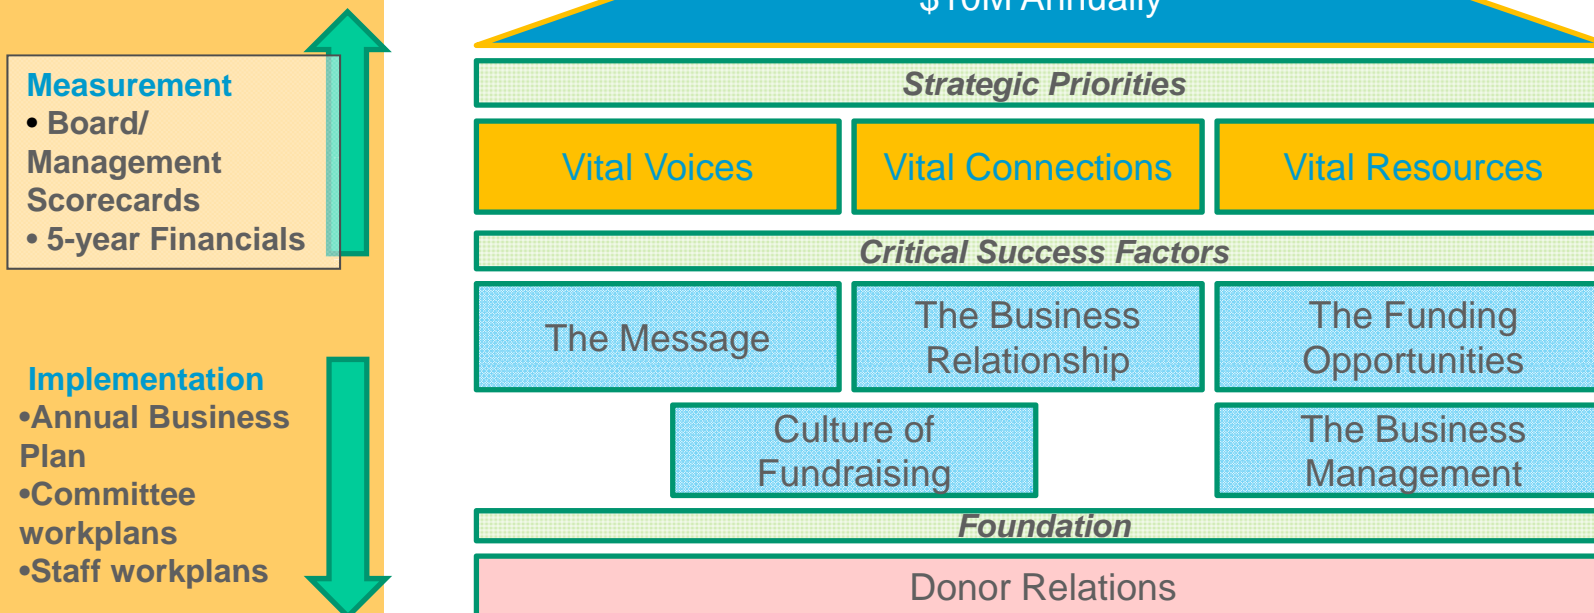 $10M Annually
Measurement
• Board/
Management
Scorecards
• 5-year Financials
Implementation
•Annual Business
Plan
•Committee
workplans
•Staff workplans
Strategic Priorities
Vital Voices
Vital Connections
Vital Resources
Critical Success Factors
The Message
The Business
Relationship
The Funding
Opportunities
Culture of
Fundraising
The Business
Management
Foundation
Donor Relations